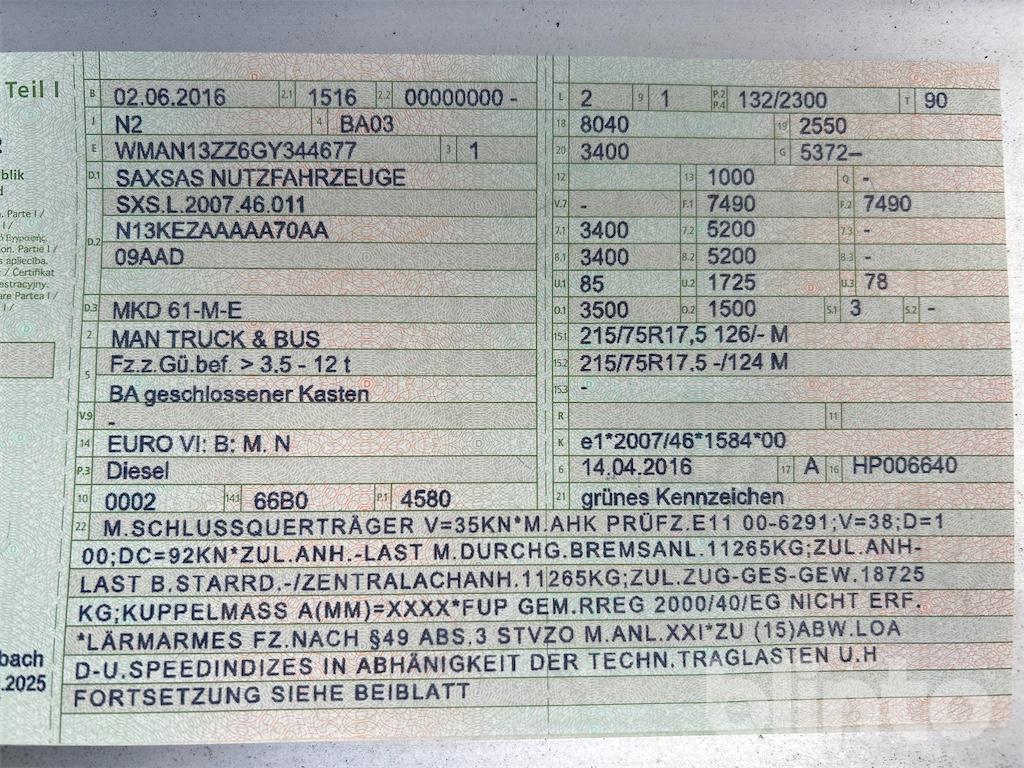 Teil I
B 02.06.2016 2.1 1516 2.2 00000000 - L 2 9 1 P.2 P.4 132/2300 T 90
J N2 4 BA03 18 8040 19 2550
E WMAN13ZZ6GY344677 3 1 20 3400 G 5372–
D.1 SAXSAS NUTZFAHRZEUGE 12 13 1000 Q -
SXS.L.2007.46.011 V.7 - F.1 7490 F.2 7490
D.2 N13KEZAAAAA70AA 7.1 3400 7.2 5200 7.3 -
09AAD 8.1 3400 8.2 5200 8.3 -
U.1 85 U.2 1725 U.3 78
D.3 MKD 61-M-E O.1 3500 O.2 1500 S.1 3 S.2 -
2 MAN TRUCK & BUS 15.1 215/75R17,5 126/- M
5 Fz.z.Gü.bef. > 3.5 - 12 t 15.2 215/75R17.5 -/124 M
BA geschlossener Kasten 15.3 -
V.9 - R 11
14 EURO VI: B: M. N K e1*2007/46*1584*00
P.3 Diesel 6 14.04.2016 17 A 16 HP006640
10 0002 14.1 66B0 P.1 4580 21 grünes Kennzeichen
22 M.SCHLUSSQUERTRÄGER V=35KN*M.AHK PRÜFZ.E11 00-6291;V=38;D=1
00;DC=92KN*ZUL.ANH.-LAST M.DURCHG.BREMSANL.11265KG;ZUL.ANH-
LAST B.STARRD.-/ZENTRALACHANH.11265KG;ZUL.ZUG-GES-GEW.18725
KG;KUPPELMASS A(MM)=XXXX*FUP GEM.RREG 2000/40/EG NICHT ERF.
*LÄRMARMES FZ.NACH §49 ABS.3 STVZO M.ANL.XXI*ZU (15)ABW.LOA
D-U.SPEEDINDIZES IN ABHÄNIGKEIT DER TECHN.TRAGLASTEN U.H
FORTSETZUNG SIEHE BEIBLATT
blik
d
. Parte I /
I /
on. Partie I /
s apliecība.
/ Certifikat
estracyjny.
are Partea I /
I /
bach
.2025
blinto